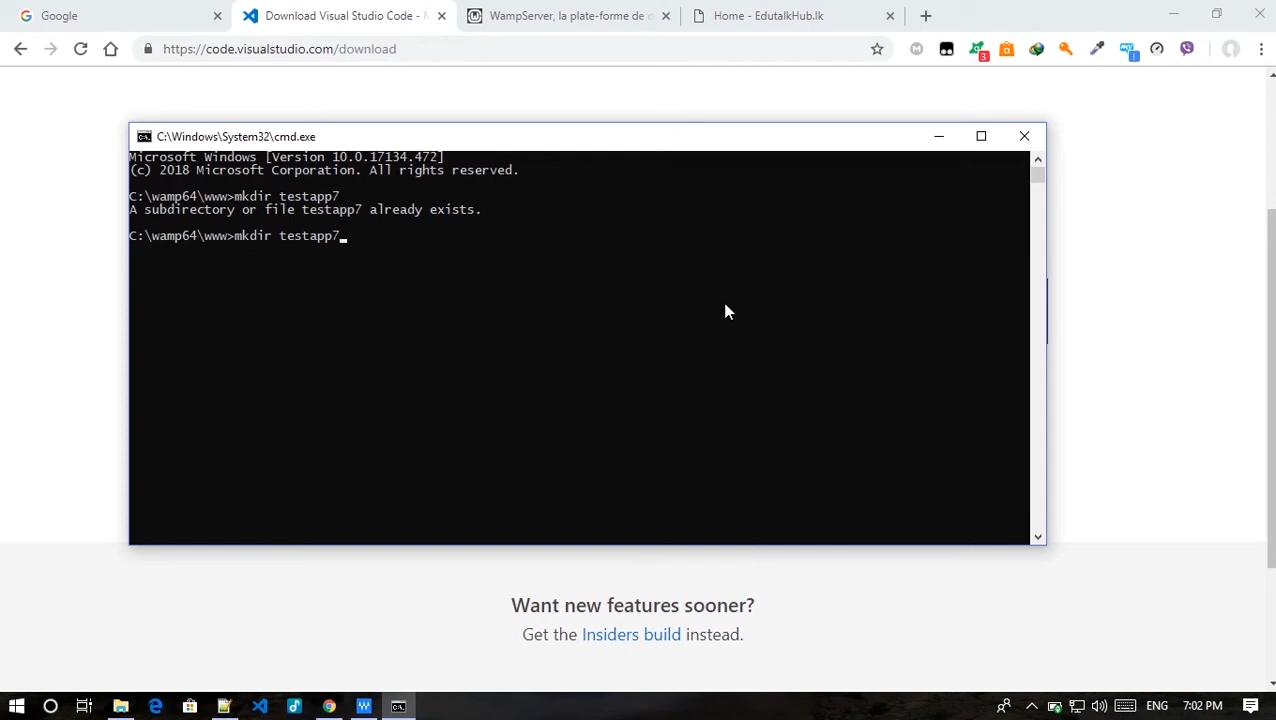 Google
Download Visual Studio Code - M
WampServer, la plate-forme de d
Home - EdutalkHub.lk
https://code.visualstudio.com/download
3
C:\Windows\System32\cmd.exe
Microsoft Windows [Version 10.0.17134.472]
(c) 2018 Microsoft Corporation. All rights reserved.
C:\wamp64\www>mkdir testapp7
A subdirectory or file testapp7 already exists.
C:\wamp64\www>mkdir testapp7
Want new features sooner?
Get the Insiders build instead.
ENG
7:02 PM